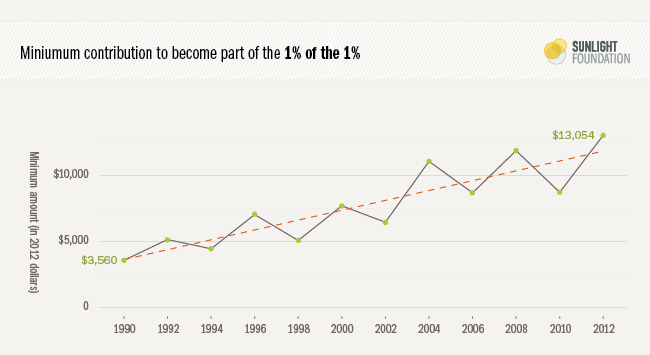 Miniumum contribution to become part of the 1% of the 1%
SUNLIGHT
FOUNDATION
Minimum amount (in 2012 dollars)
$13,054
$10,000
$5,000
$3,560
0
1990 1992 1994 1996 1998 2000 2002 2004 2006 2008 2010 2012